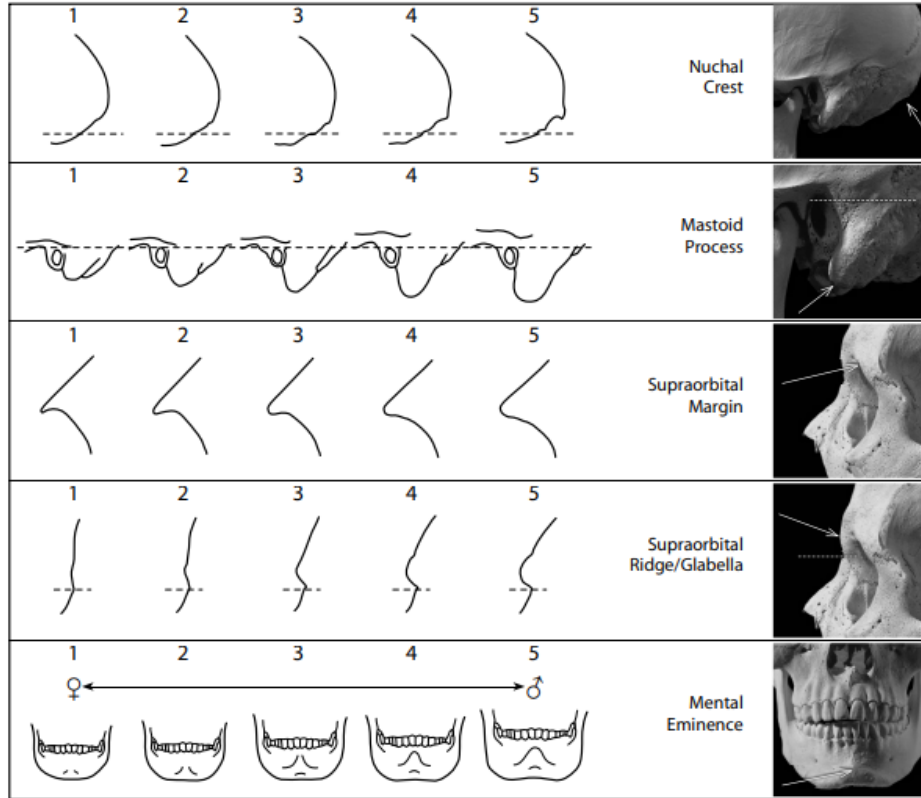 1 2 3 4 5
Nuchal
Crest
1 2 3 4 5
Mastoid
Process
1 2 3 4 5
Supraorbital
Margin
1 2 3 4 5
Supraorbital
Ridge/Glabella
1 2 3 4 5
♀ ♂
Mental
Eminence